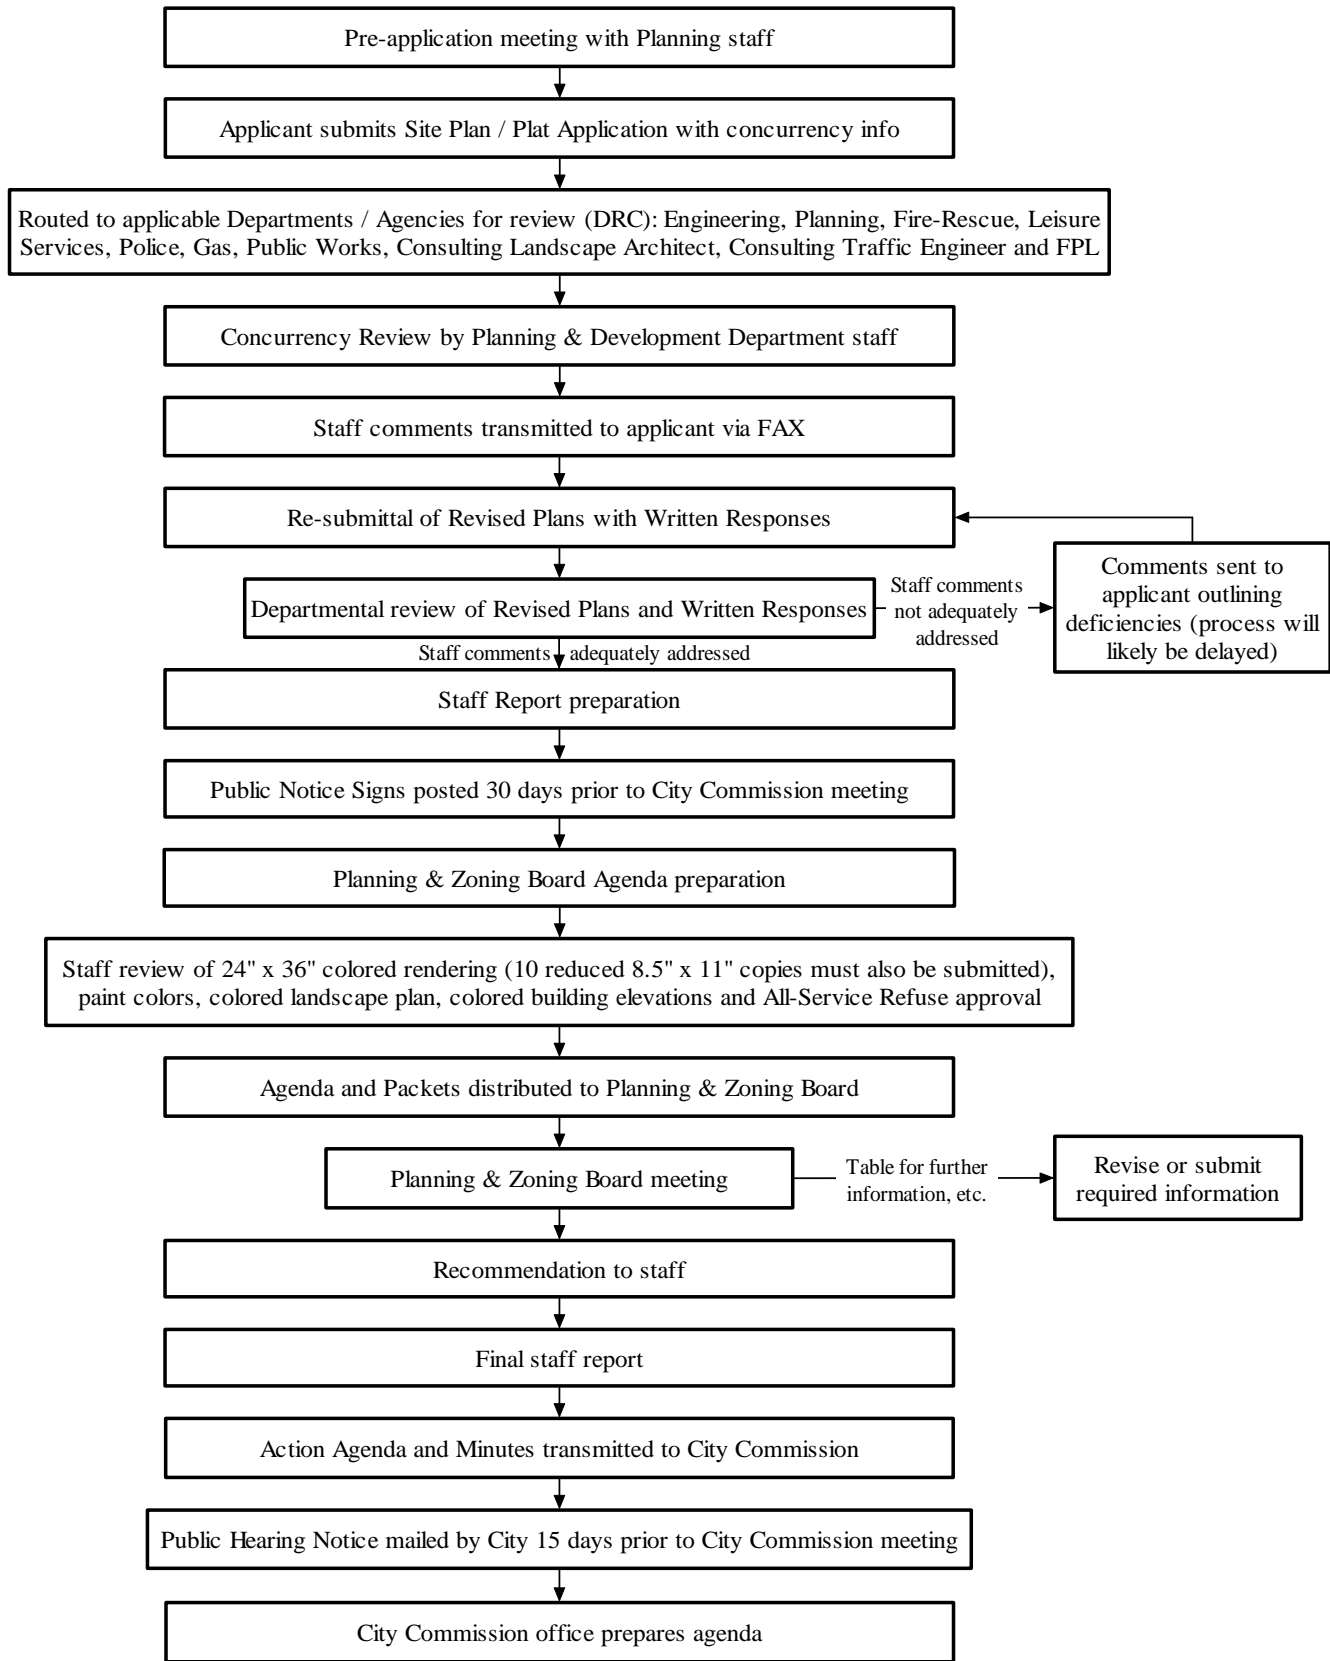 Pre-application meeting with Planning staff
Applicant submits Site Plan / Plat Application with concurrency info
Routed to applicable Departments / Agencies for review (DRC): Engineering, Planning, Fire-Rescue, Leisure
Services, Police, Gas, Public Works, Consulting Landscape Architect, Consulting Traffic Engineer and FPL
Concurrency Review by Planning & Development Department staff
Staff comments transmitted to applicant via FAX
Re-submittal of Revised Plans with Written Responses
Departmental review of Revised Plans and Written Responses
Staff comments
not adequately
addressed
Comments sent to
applicant outlining
deficiencies (process will
likely be delayed)
Staff comments adequately addressed
Staff Report preparation
Public Notice Signs posted 30 days prior to City Commission meeting
Planning & Zoning Board Agenda preparation
Staff review of 24" x 36" colored rendering (10 reduced 8.5" x 11" copies must also be submitted),
paint colors, colored landscape plan, colored building elevations and All-Service Refuse approval
Agenda and Packets distributed to Planning & Zoning Board
Planning & Zoning Board meeting
Table for further
information, etc.
Revise or submit
required information
Recommendation to staff
Final staff report
Action Agenda and Minutes transmitted to City Commission
Public Hearing Notice mailed by City 15 days prior to City Commission meeting
City Commission office prepares agenda